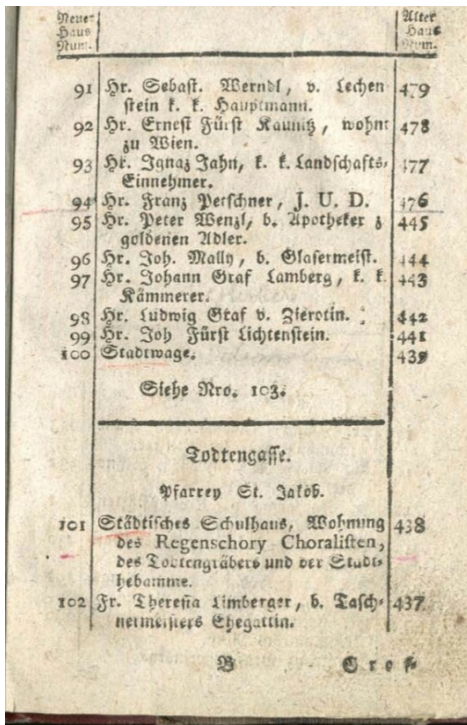 Neuer Haus Num. Alter Haus Num.
91 Hr. Sebast. Werndl, v. Lechen 479
stein k. k. Hauptmann.
92 Hr. Ernest Fürst Kaunitz, wohnt 478
zu Wien.
93 Hr. Ignaz Jahn, k. k. Landschafts- 477
Einnehmer.
94 Hr. Franz Petschner, J. U. D. 476
95 Hr. Peter Wenzl, b. Apotheker z 445
goldenen Adler.
96 Hr. Joh. Mally, b. Glasermeist. 444
97 Hr. Johann Graf Lamberg, k. k. 443
Kämmerer.
98 Hr. Ludwig Graf v. Zierotin. 442
99 Hr. Joh Fürst Lichtenstein. 441
100 Stadtwage. 439
Siehe Nro. 103.
Todtengasse.
Pfarrey St. Jakob.
101 Städtisches Schulhaus, Wohnung 438
des Regenschory Choralisten,
des Todtengräbers und der Stadt-
hebamme.
102 Fr. Theresia Limberger, b. Tasch- 437
nermeisters Ehegattin.
B Gros-